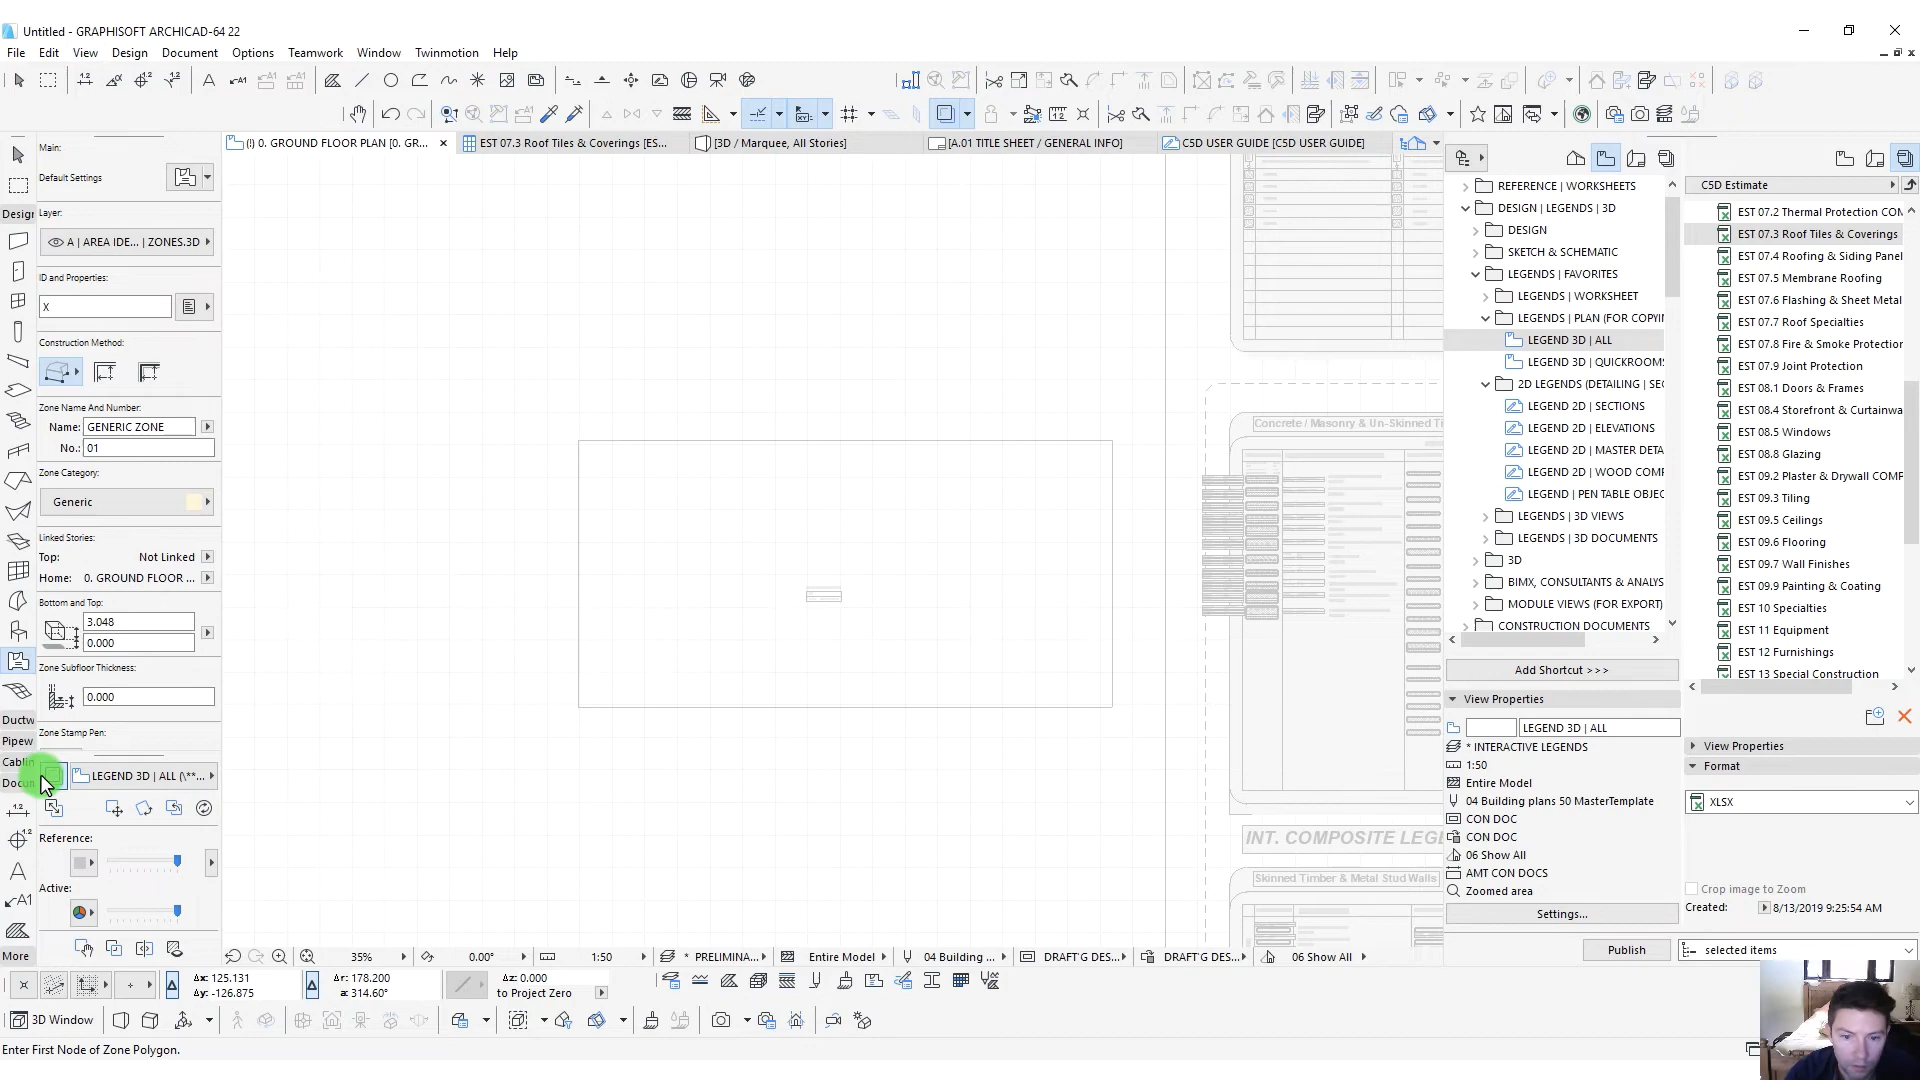 Untitled - GRAPHISOFT ARCHICAD-64 22
File Edit View Design Document Options Teamwork Window Twinmotion Help
(!) 0. GROUND FLOOR PLAN [0. GR...
EST 07.3 Roof Tiles & Coverings [ES...
[3D / Marquee, All Stories]
[A.01 TITLE SHEET / GENERAL INFO]
C5D USER GUIDE [C5D USER GUIDE]
Main:
Default Settings
Design
Layer:
A | AREA IDE... | ZONES.3D
ID and Properties:
X
Construction Method:
Zone Name And Number:
Name: GENERIC ZONE
No.: 01
Zone Category:
Generic
Linked Stories:
Top: Not Linked
Home: 0. GROUND FLOOR ...
Bottom and Top:
3.048
0.000
Zone Subfloor Thickness:
0.000
Ductw
Zone Stamp Pen:
Pipew
Cablin
Docu
LEGEND 3D | ALL (\**...
Reference:
Active:
More
Concrete / Masonry & Un-Skinned Ti
INT. COMPOSITE LEGE
Skinned Timber & Metal Stud Walls
REFERENCE | WORKSHEETS
DESIGN | LEGENDS | 3D
DESIGN
SKETCH & SCHEMATIC
LEGENDS | FAVORITES
LEGENDS | WORKSHEET
LEGENDS | PLAN (FOR COPYIN
LEGEND 3D | ALL
LEGEND 3D | QUICKROOMS
2D LEGENDS (DETAILING | SEC
LEGEND 2D | SECTIONS
LEGEND 2D | ELEVATIONS
LEGEND 2D | MASTER DETA
LEGEND 2D | WOOD COMP
LEGEND | PEN TABLE OBJEC
LEGENDS | 3D VIEWS
LEGENDS | 3D DOCUMENTS
3D
BIMX, CONSULTANTS & ANALYS
MODULE VIEWS (FOR EXPORT)
CONSTRUCTION DOCUMENTS
Add Shortcut >>>
View Properties
LEGEND 3D | ALL
* INTERACTIVE LEGENDS
1:50
Entire Model
04 Building plans 50 MasterTemplate
CON DOC
CON DOC
06 Show All
AMT CON DOCS
Zoomed area
Settings...
C5D Estimate
EST 07.2 Thermal Protection COM
EST 07.3 Roof Tiles & Coverings
EST 07.4 Roofing & Siding Panel
EST 07.5 Membrane Roofing
EST 07.6 Flashing & Sheet Metal
EST 07.7 Roof Specialties
EST 07.8 Fire & Smoke Protection
EST 07.9 Joint Protection
EST 08.1 Doors & Frames
EST 08.4 Storefront & Curtainwa
EST 08.5 Windows
EST 08.8 Glazing
EST 09.2 Plaster & Drywall COMP
EST 09.3 Tiling
EST 09.5 Ceilings
EST 09.6 Flooring
EST 09.7 Wall Finishes
EST 09.9 Painting & Coating
EST 10 Specialties
EST 11 Equipment
EST 12 Furnishings
EST 13 Special Construction
View Properties
Format
XLSX
Crop image to Zoom
Created: 8/13/2019 9:25:54 AM
Publish
selected items
35%
0.00°
1:50
* PRELIMINA...
Entire Model
04 Building ...
DRAFT'G DES...
DRAFT'G DES...
06 Show All
Δx: 125.131
Δy: -126.875
Δr: 178.200
a: 314.60°
Δz: 0.000
to Project Zero
3D Window
Enter First Node of Zone Polygon.